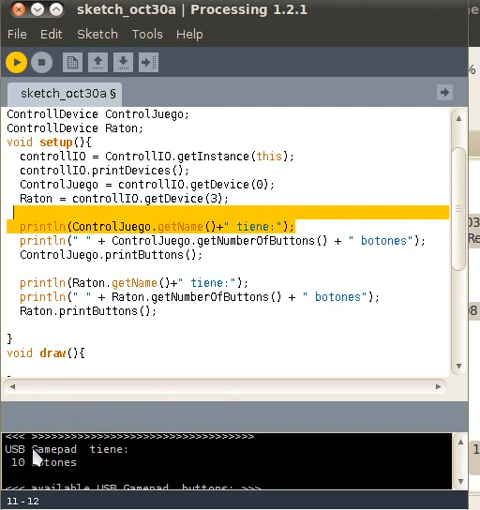 sketch_oct30a | Processing 1.2.1
File Edit Sketch Tools Help
sketch_oct30a §
ControllDevice ControlJuego;
ControllDevice Raton;
void setup(){
controllIO = ControllIO.getInstance(this);
controllIO.printDevices();
ControlJuego = controllIO.getDevice(0);
Raton = controllIO.getDevice(3);
println(ControlJuego.getName()+" tiene:");
println(" " + ControlJuego.getNumberOfButtons() + " botones");
ControlJuego.printButtons();
println(Raton.getName()+" tiene:");
println(" " + Raton.getNumberOfButtons() + " botones");
Raton.printButtons();
}
void draw(){
<<< >>>>>>>>>>>>>>>>>>>>>>>>>>>>>>>>>>
USB Gamepad tiene:
10 botones
<<< available USB Gamepad buttons: >>>
11 - 12